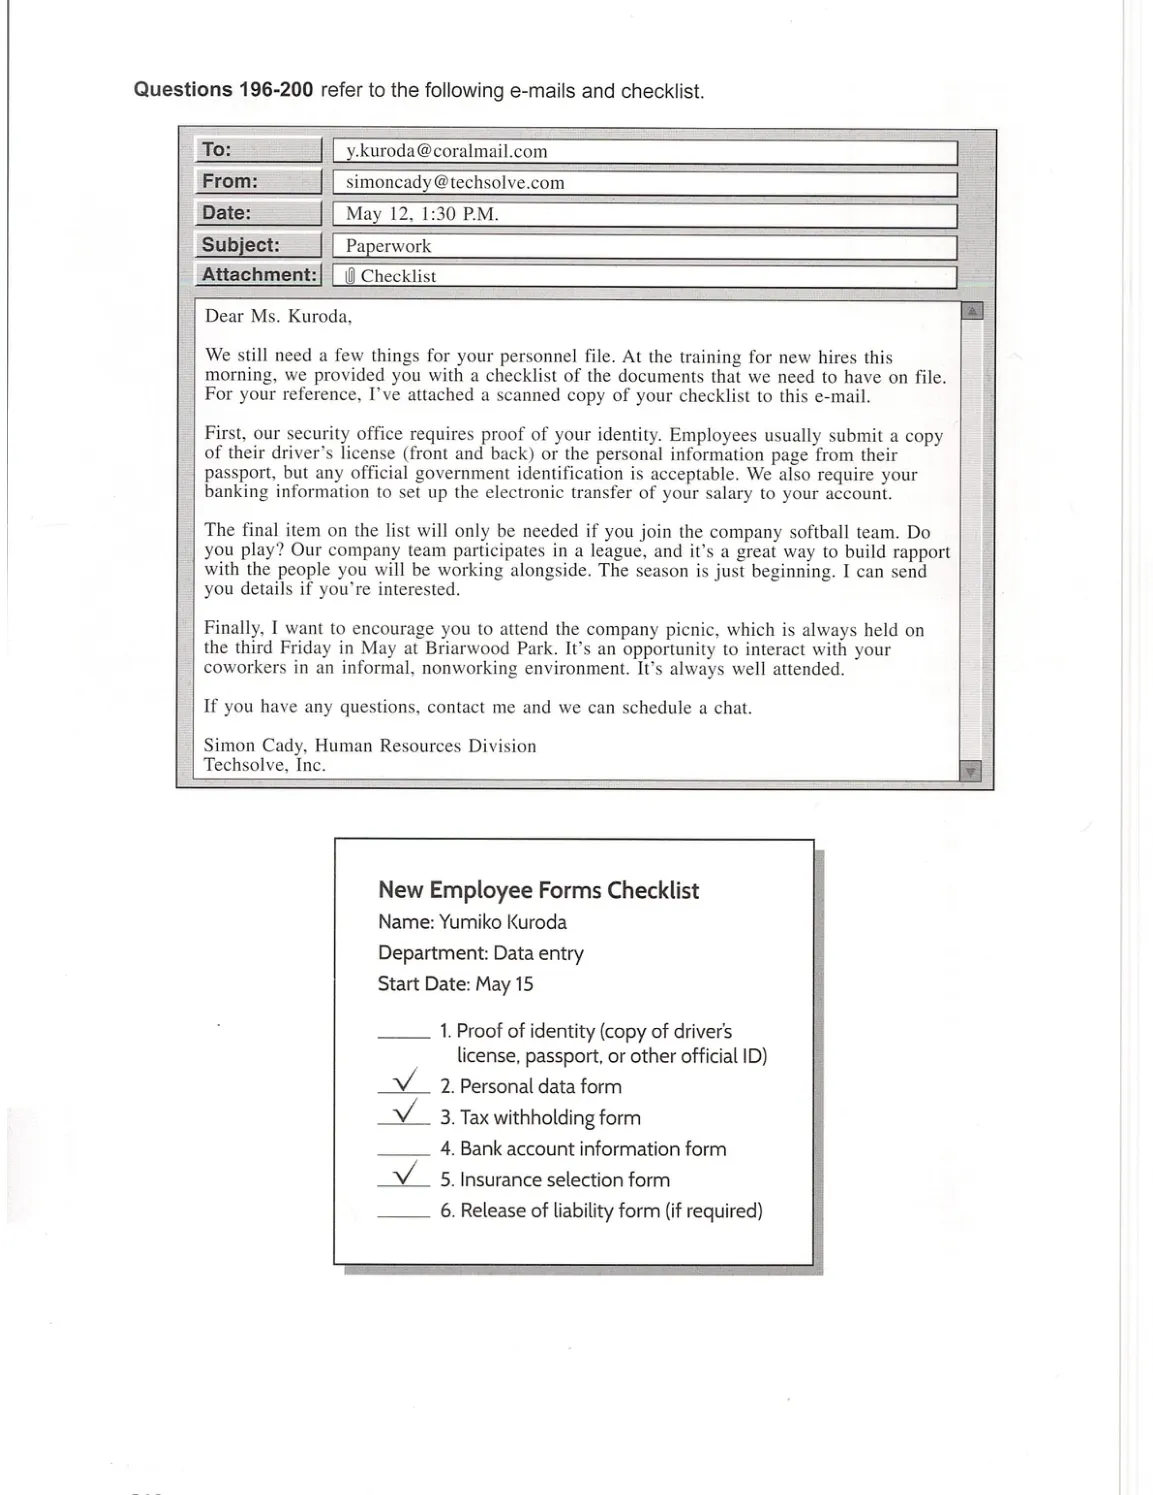 Questions 196-200 refer to the following e-mails and checklist.
To: y.kuroda@coralmail.com
From: simoncady@techsolve.com
Date: May 12, 1:30 P.M.
Subject: Paperwork
Attachment: Checklist
Dear Ms. Kuroda,
We still need a few things for your personnel file. At the training for new hires this
morning, we provided you with a checklist of the documents that we need to have on file.
For your reference, I've attached a scanned copy of your checklist to this e-mail.
First, our security office requires proof of your identity. Employees usually submit a copy
of their driver's license (front and back) or the personal information page from their
passport, but any official government identification is acceptable. We also require your
banking information to set up the electronic transfer of your salary to your account.
The final item on the list will only be needed if you join the company softball team. Do
you play? Our company team participates in a league, and it's a great way to build rapport
with the people you will be working alongside. The season is just beginning. I can send
you details if you're interested.
Finally, I want to encourage you to attend the company picnic, which is always held on
the third Friday in May at Briarwood Park. It's an opportunity to interact with your
coworkers in an informal, nonworking environment. It's always well attended.
If you have any questions, contact me and we can schedule a chat.
Simon Cady, Human Resources Division
Techsolve, Inc.
New Employee Forms Checklist
Name: Yumiko Kuroda
Department: Data entry
Start Date: May 15
1. Proof of identity (copy of driver's
license, passport, or other official ID)
✓ 2. Personal data form
✓ 3. Tax withholding form
4. Bank account information form
✓ 5. Insurance selection form
6. Release of liability form (if required)